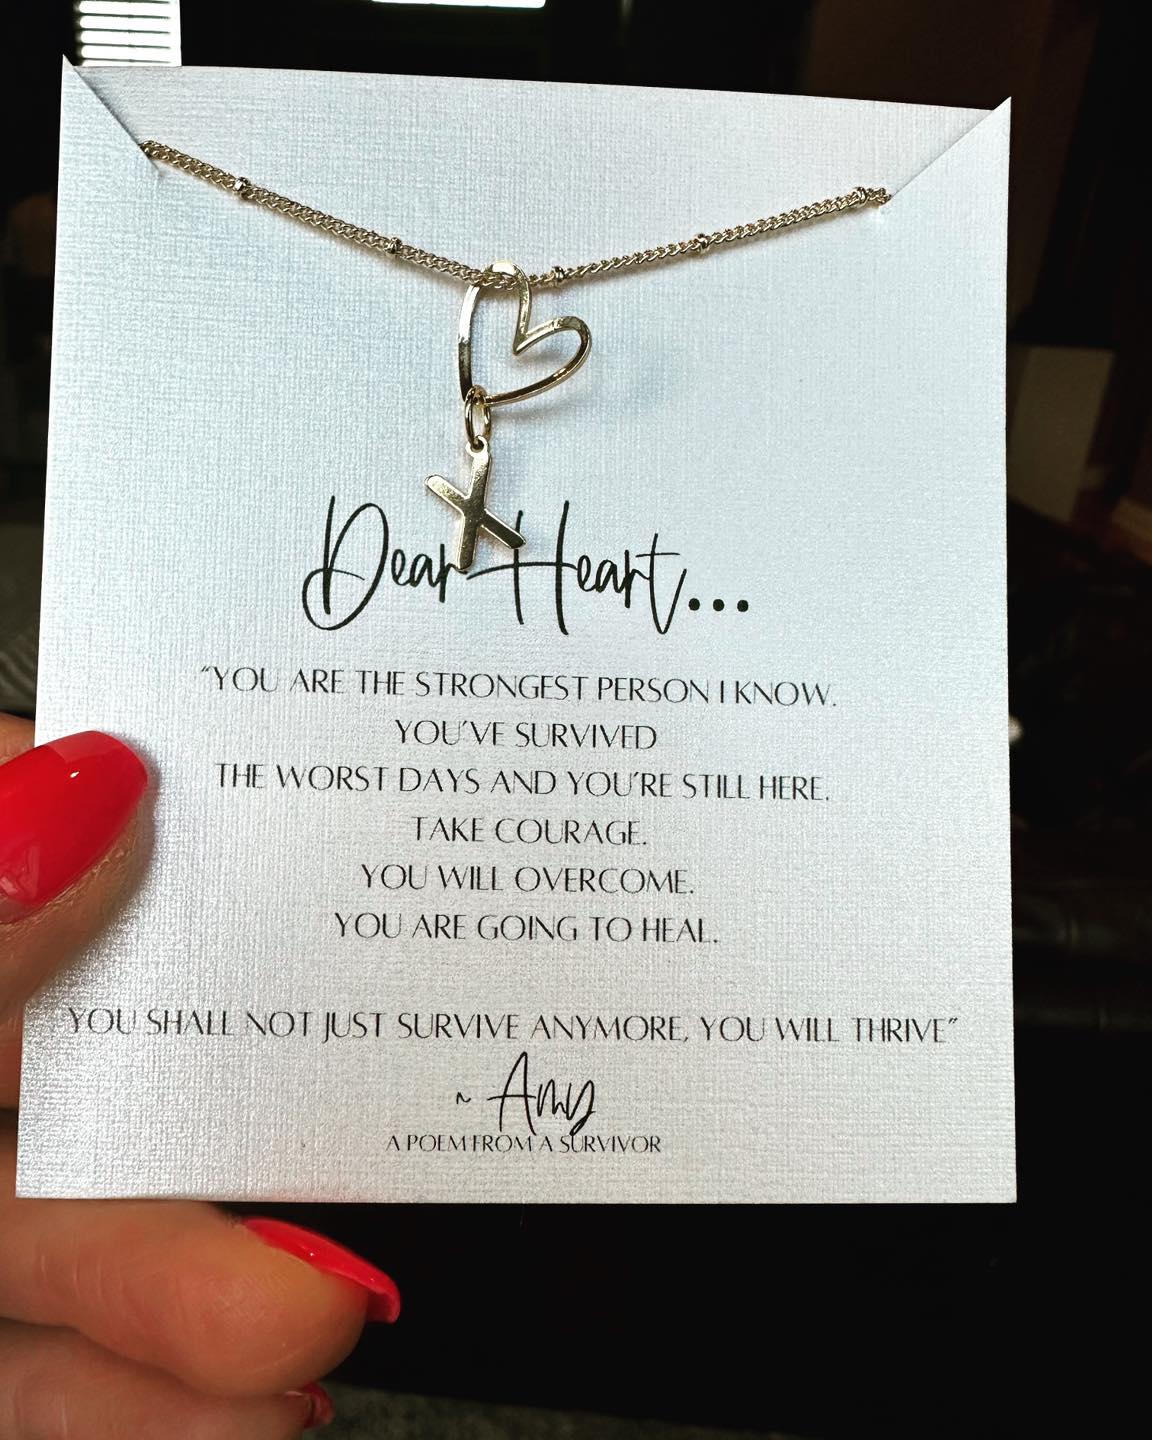 Dear Heart...
“YOU ARE THE STRONGEST PERSON I KNOW.
YOU’VE SURVIVED
THE WORST DAYS AND YOU’RE STILL HERE.
TAKE COURAGE.
YOU WILL OVERCOME.
YOU ARE GOING TO HEAL.
YOU SHALL NOT JUST SURVIVE ANYMORE, YOU WILL THRIVE”
~ Amy
A POEM FROM A SURVIVOR